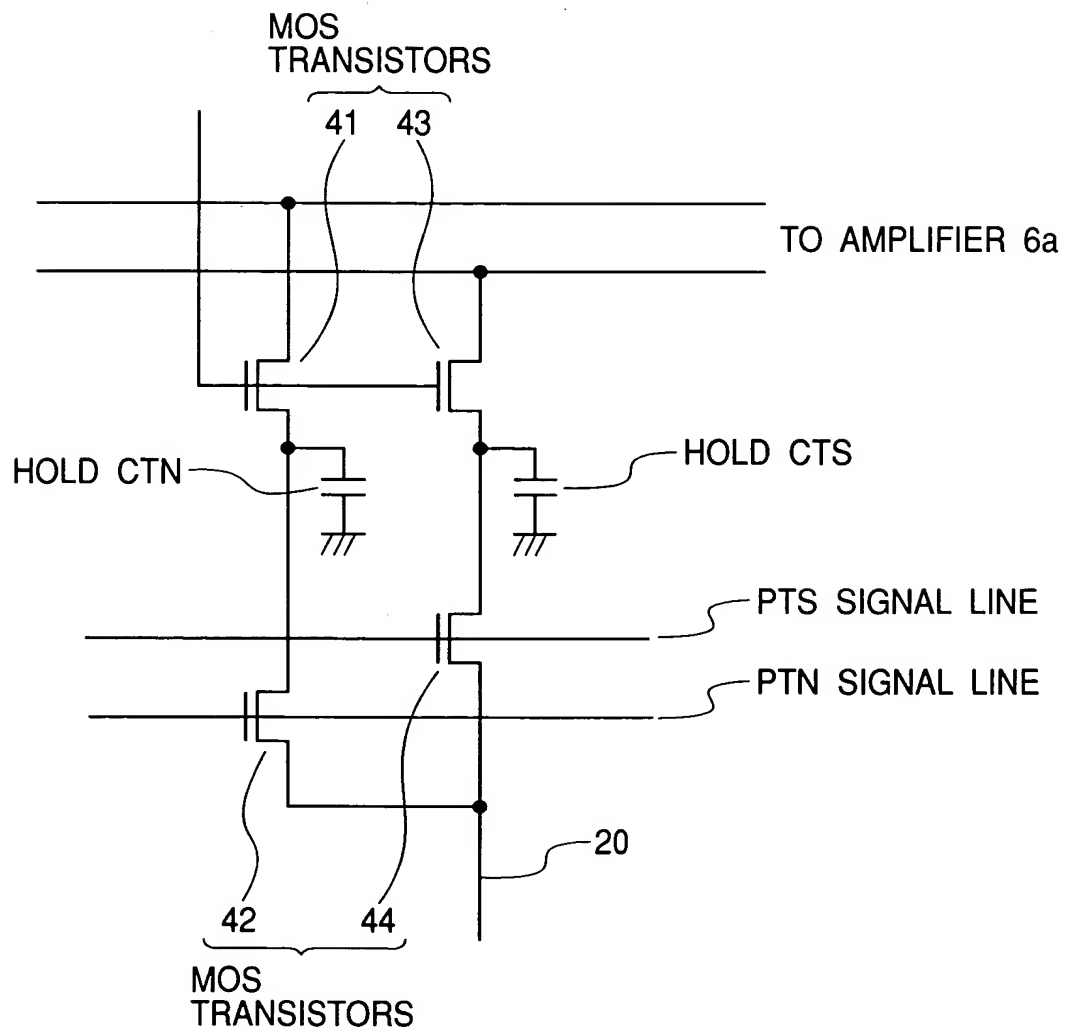 MOS
TRANSISTORS
41 43
TO AMPLIFIER 6a
HOLD CTN
HOLD CTS
PTS SIGNAL LINE
PTN SIGNAL LINE
20
42 44
MOS
TRANSISTORS